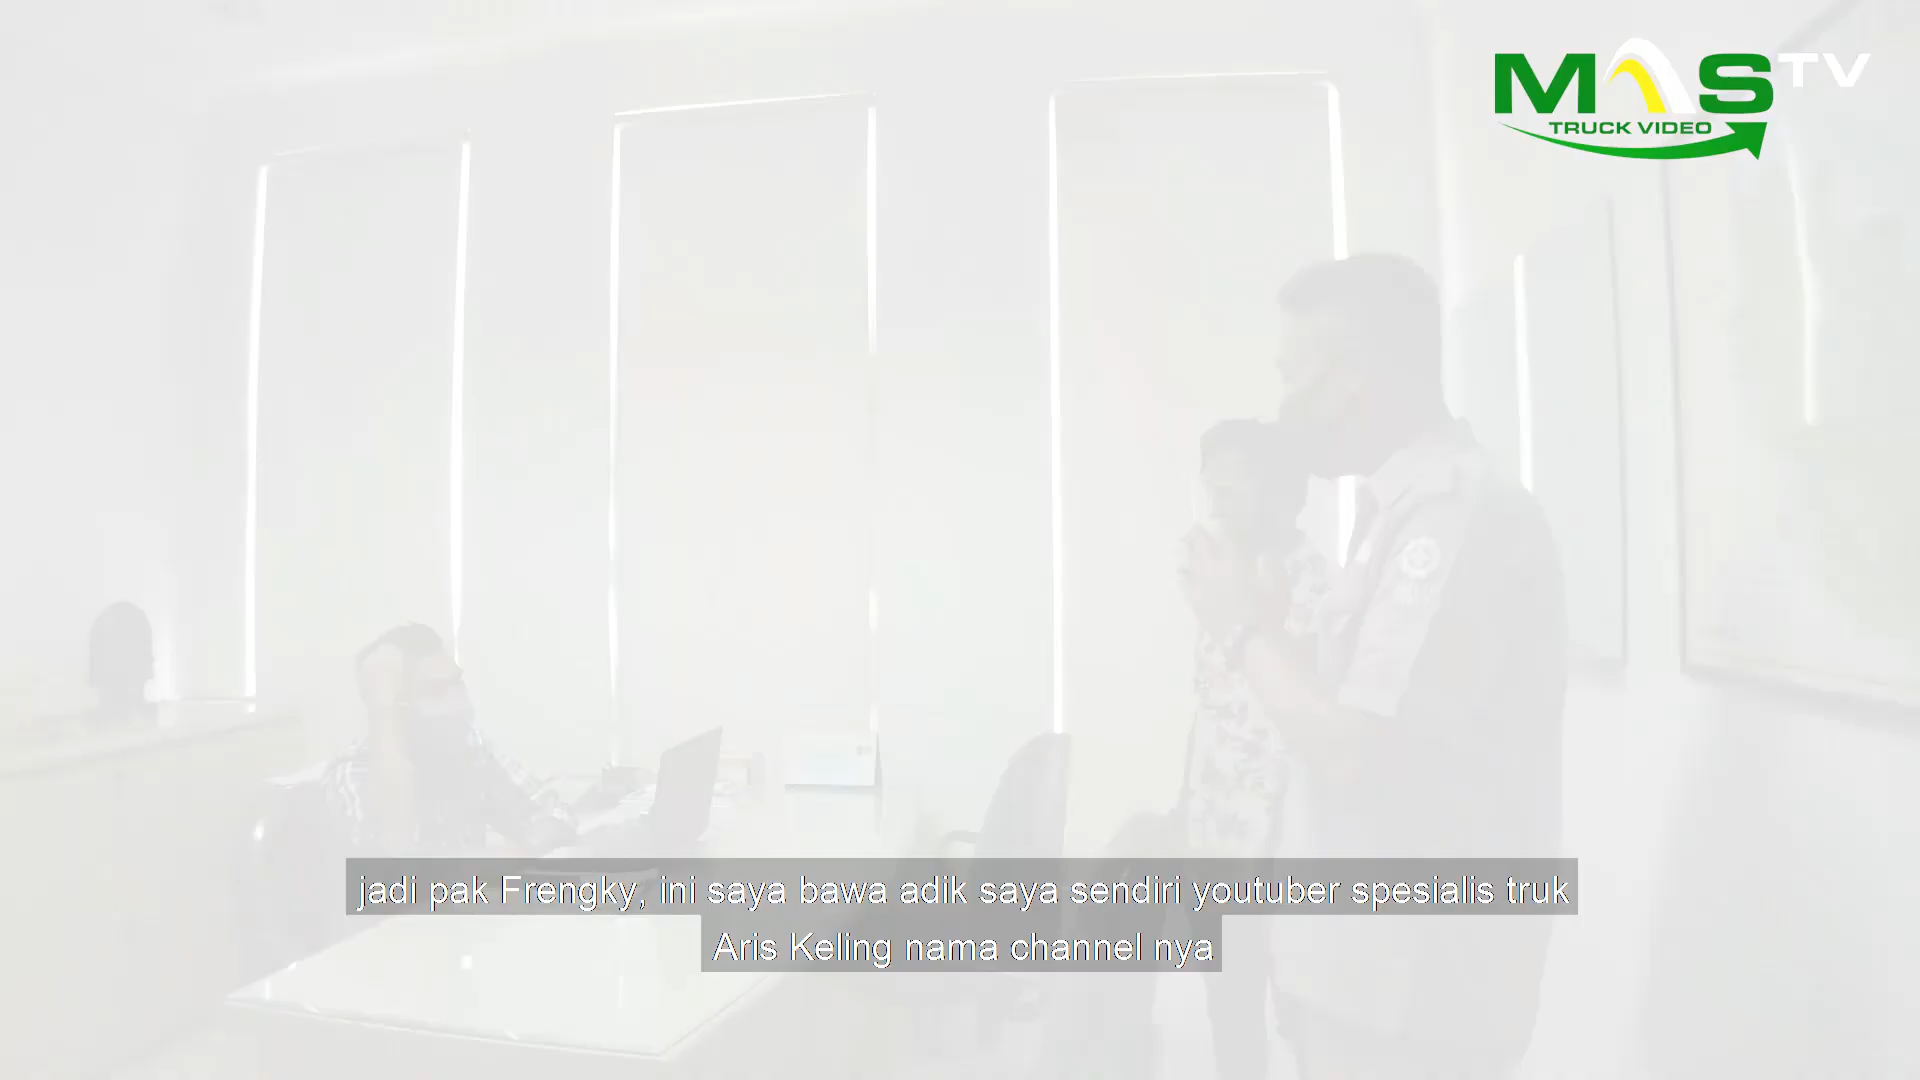 MAS TV
TRUCK VIDEO
jadi pak Frengky, ini saya bawa adik saya sendiri youtuber spesialis truk
Aris Keling nama channel nya